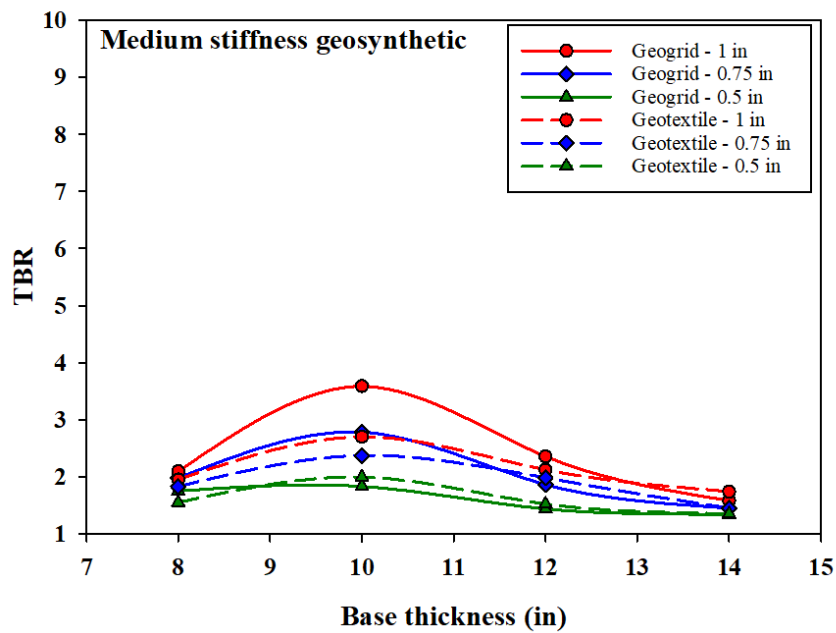 Medium stiffness geosynthetic
Geogrid - 1 in
Geogrid - 0.75 in
Geogrid - 0.5 in
Geotextile - 1 in
Geotextile - 0.75 in
Geotextile - 0.5 in
10
9
8
7
6
5
4
3
2
1
TBR
7 8 9 10 11 12 13 14 15
Base thickness (in)